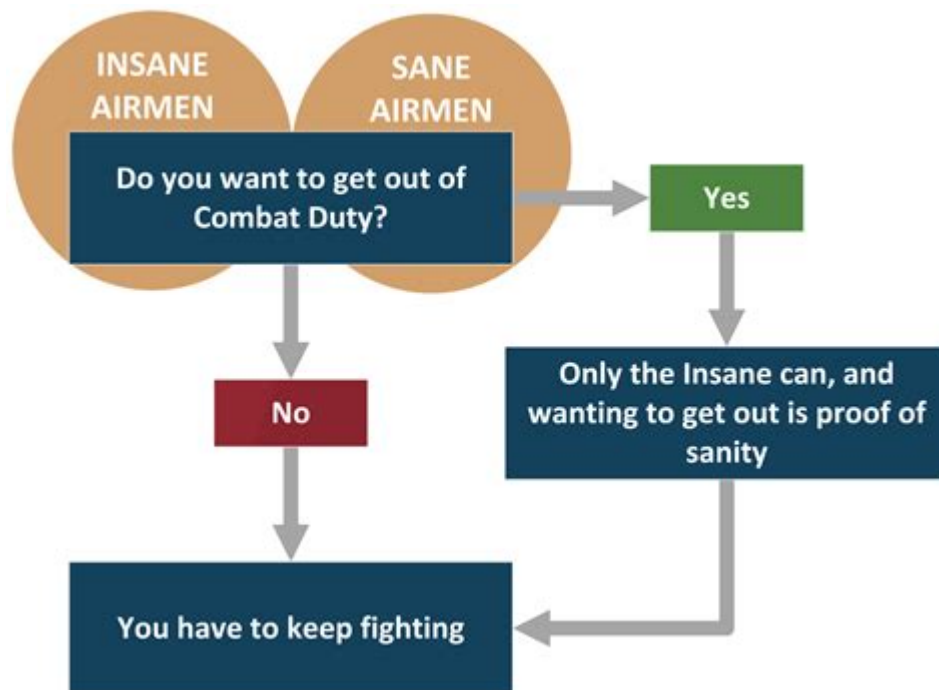 INSANE
AIRMEN
SANE
AIRMEN
Do you want to get out of
Combat Duty?
Yes
Only the Insane can, and
wanting to get out is proof of
sanity
No
You have to keep fighting